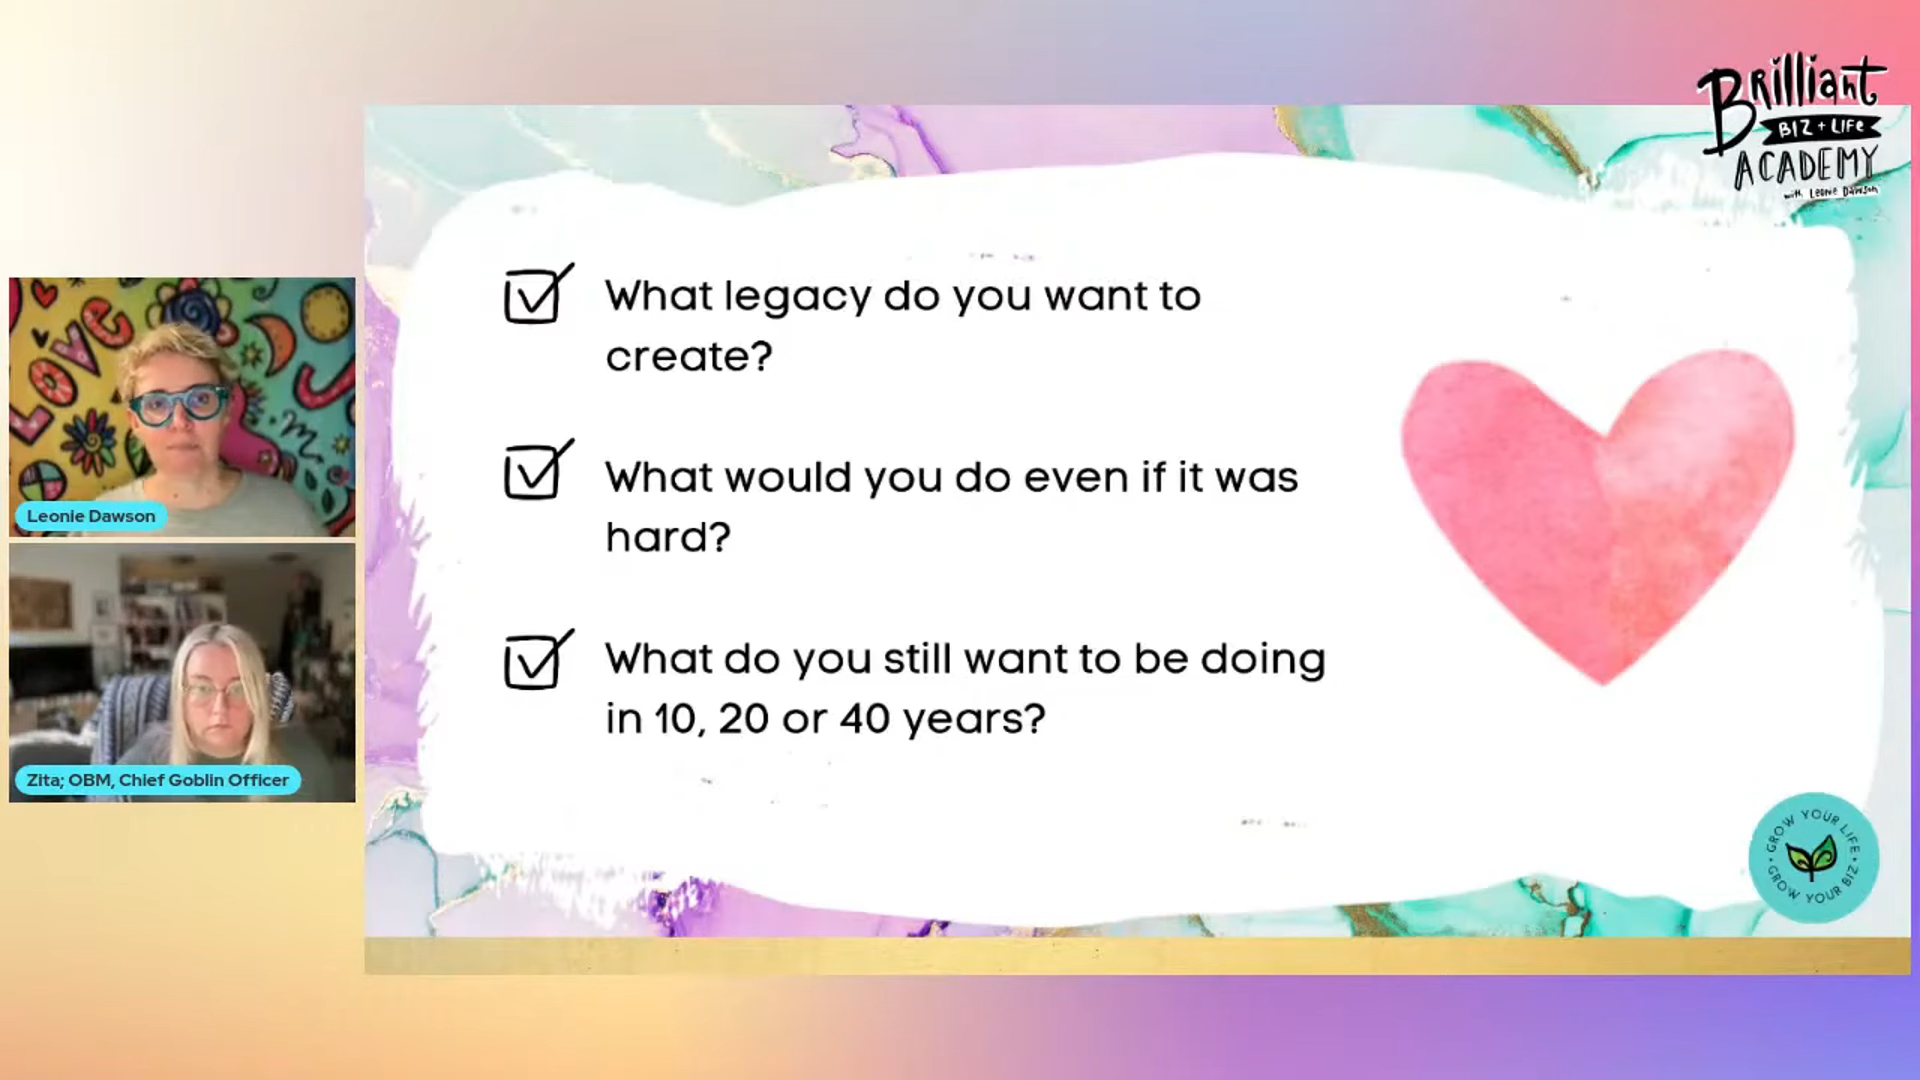 Brilliant
BIZ + LIFE
ACADEMY
with Leonie Dawson
What legacy do you want to
create?
What would you do even if it was
hard?
What do you still want to be doing
in 10, 20 or 40 years?
LOVE
Leonie Dawson
Zita; OBM, Chief Goblin Officer
GROW YOUR LIFE
GROW YOUR BIZ